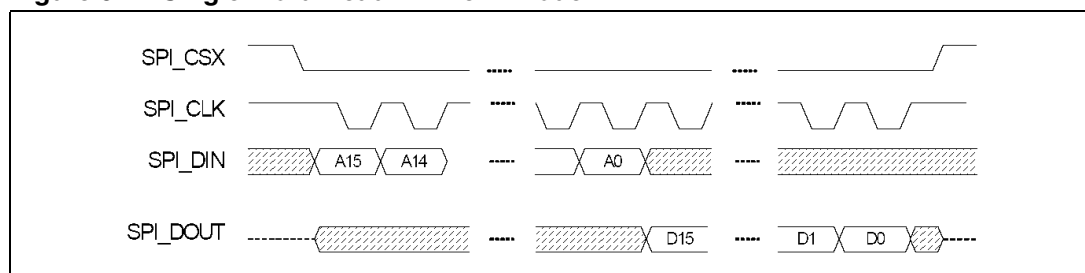 SPI_CSX
SPI_CLK
SPI_DIN A15 A14 A0
SPI_DOUT D15 D1 D0